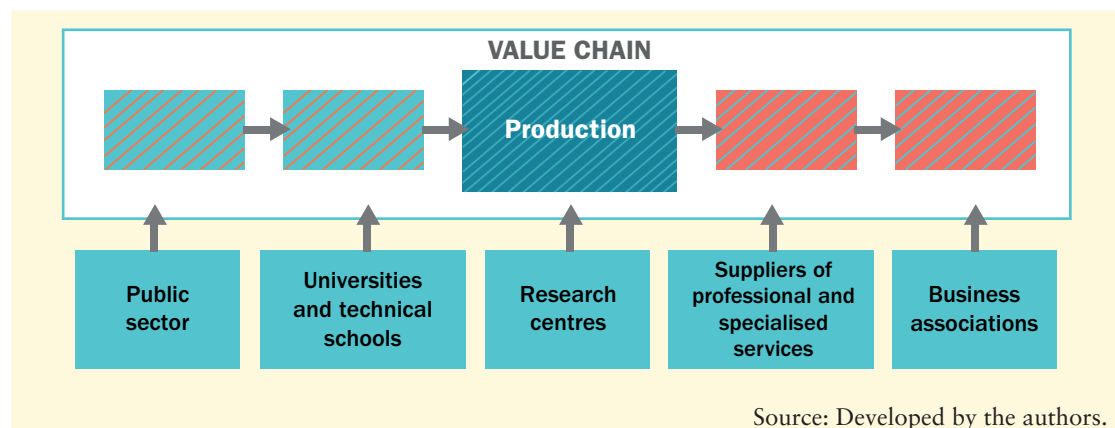 VALUE CHAIN
Production
Public
sector
Universities
and technical
schools
Research
centres
Suppliers of
professional and
specialised
services
Business
associations
Source: Developed by the authors.